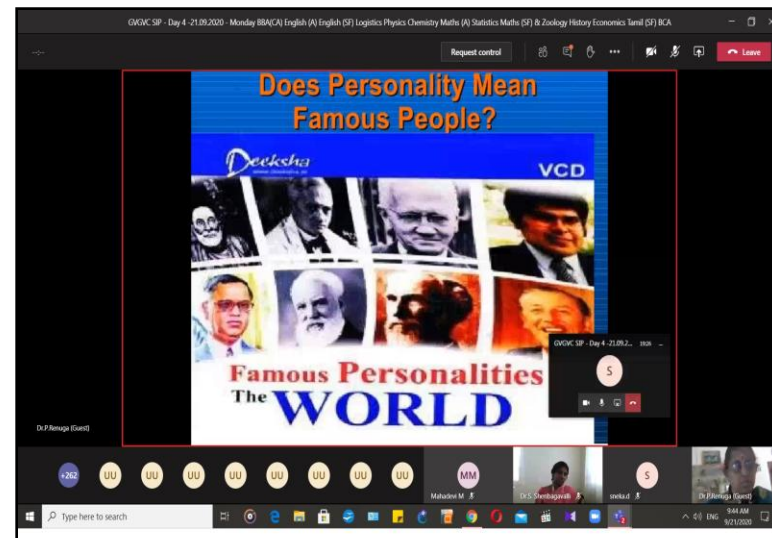 GVGVC SIP - Day 4 -21.09.2020 - Monday BBA(CA) English (A) English (SF) Logistics Physics Chemistry Maths (A) Statistics Maths (SF) & Zoology History Economics Tamil (SF) BCA
--:--
Request control
Leave
Does Personality Mean
Famous People?
Deeksha
VCD
GVGVC SIP - Day 4 -21.09.2...
S
Famous Personalities
The WORLD
Dr.P.Renuga (Guest)
+262 UU UU UU UU UU UU UU UU MM S
Mahadevi M Dr.S. Shenbagavalli sneka.d Dr.P.Renuga (Guest)
Type here to search
ENG 9:44 AM
9/21/2020